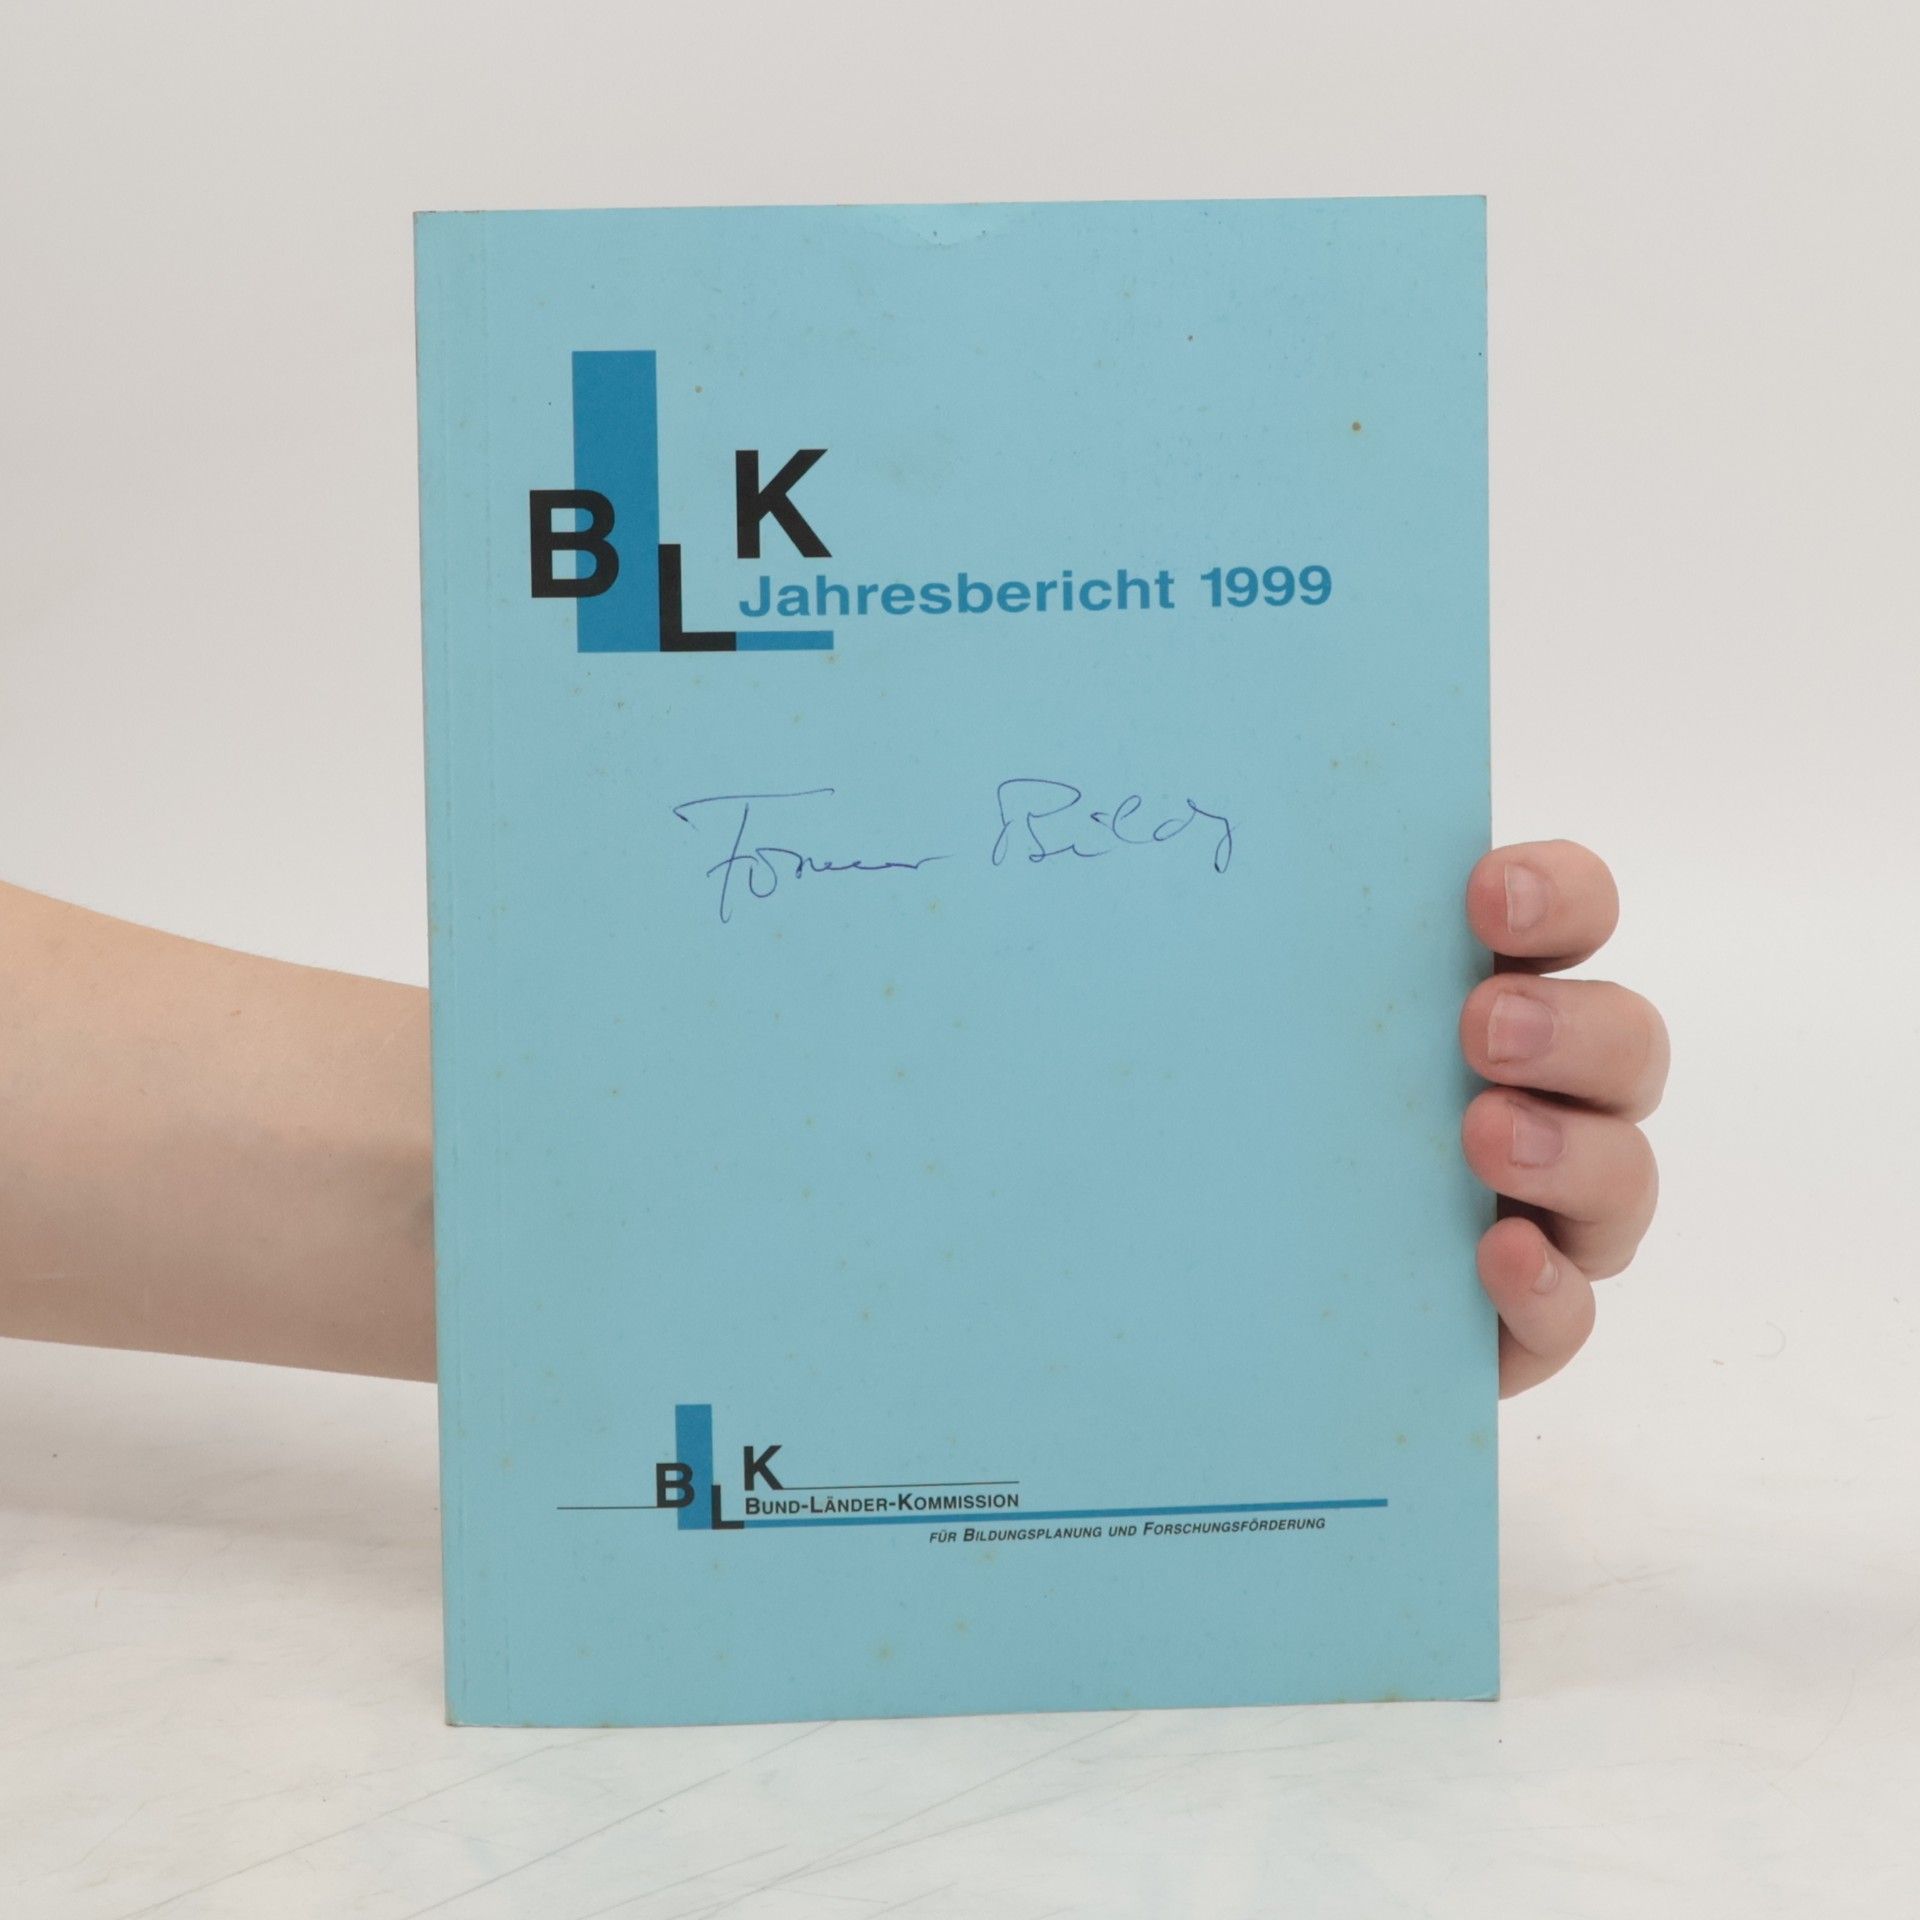 BLK
Jahresbericht 1999
BLK
BUND-LÄNDER-KOMMISSION
FÜR BILDUNGSPLANUNG UND FORSCHUNGSFÖRDERUNG